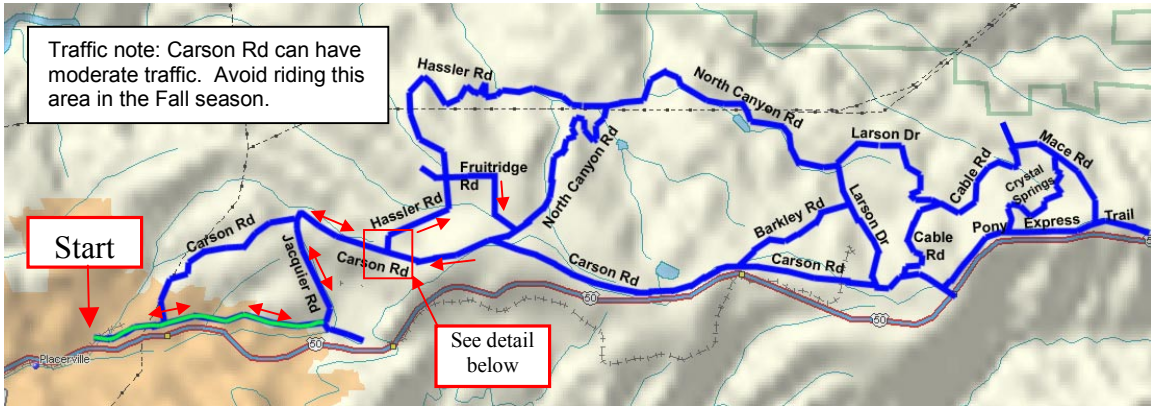 Traffic note: Carson Rd can have
moderate traffic. Avoid riding this
area in the Fall season.
Hassler Rd
North Canyon Rd
Larson Dr
Mace Rd
Cable Rd
Crystal
Springs
Fruitridge
Rd
North Canyon Rd
Hassler Rd
Barkley Rd
Larson Dr
Pony Express Trail
Carson Rd
Start
Jacquier Rd
Carson Rd
Carson Rd
Carson Rd
Cable
Rd
See detail
below
50
50
50
50
Placerville